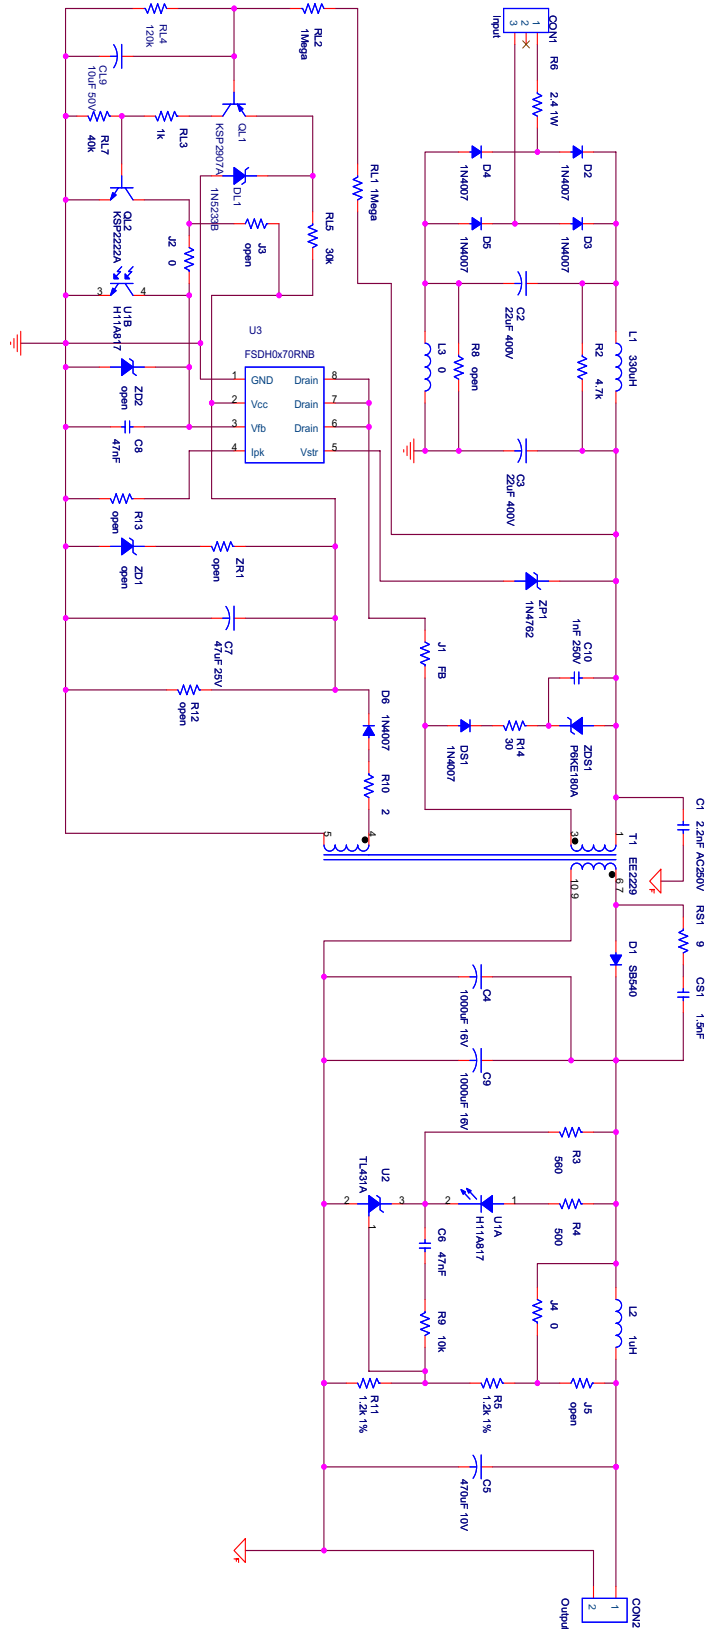 RL4
120k
CL9
10uF 50V
RL2
1Mega
CON1
Input
3
2
1
R6
2.4 1W
RL7
40k
RL3
1k
QL1
KSP2907A
DL1
1N5233B
RL1 1Mega
D4
1N4007
D2
1N4007
QL2
KSP2222A
J2
0
J3
open
RL5
30k
D5
1N4007
D3
1N4007
3
4
U1B
H11A817
C2
22uF 400V
L1
330uH
L3
0
R8
open
R2
4.7k
U3
FSDH0x70RNB
1
GND
Drain
8
2
Vcc
Drain
7
3
Vfb
Drain
6
4
Ipk
Vstr
5
ZD2
open
C8
47nF
C3
22uF 400V
R13
open
ZD1
open
ZR1
open
ZP1
1N4762
C7
47uF 25V
J1
FB
C10
1nF 250V
R12
open
D6
1N4007
DS1
1N4007
R14
30
ZDS1
P6KE180A
R10
2
C1
2.2nF AC250V
5
4
3
1
T1
EE2229
10.9
6.7
RS1
9
CS1
1.5nF
D1
SB540
C4
1000uF 16V
C9
1000uF 16V
R3
560
U2
TL431A
2
3
1
2
1
U1A
H11A817
R4
500
C6
47nF
R9
10k
J4
0
L2
1uH
R11
1.2k 1%
R5
1.2k 1%
J5
open
C5
470uF 10V
CON2
1
2
Output